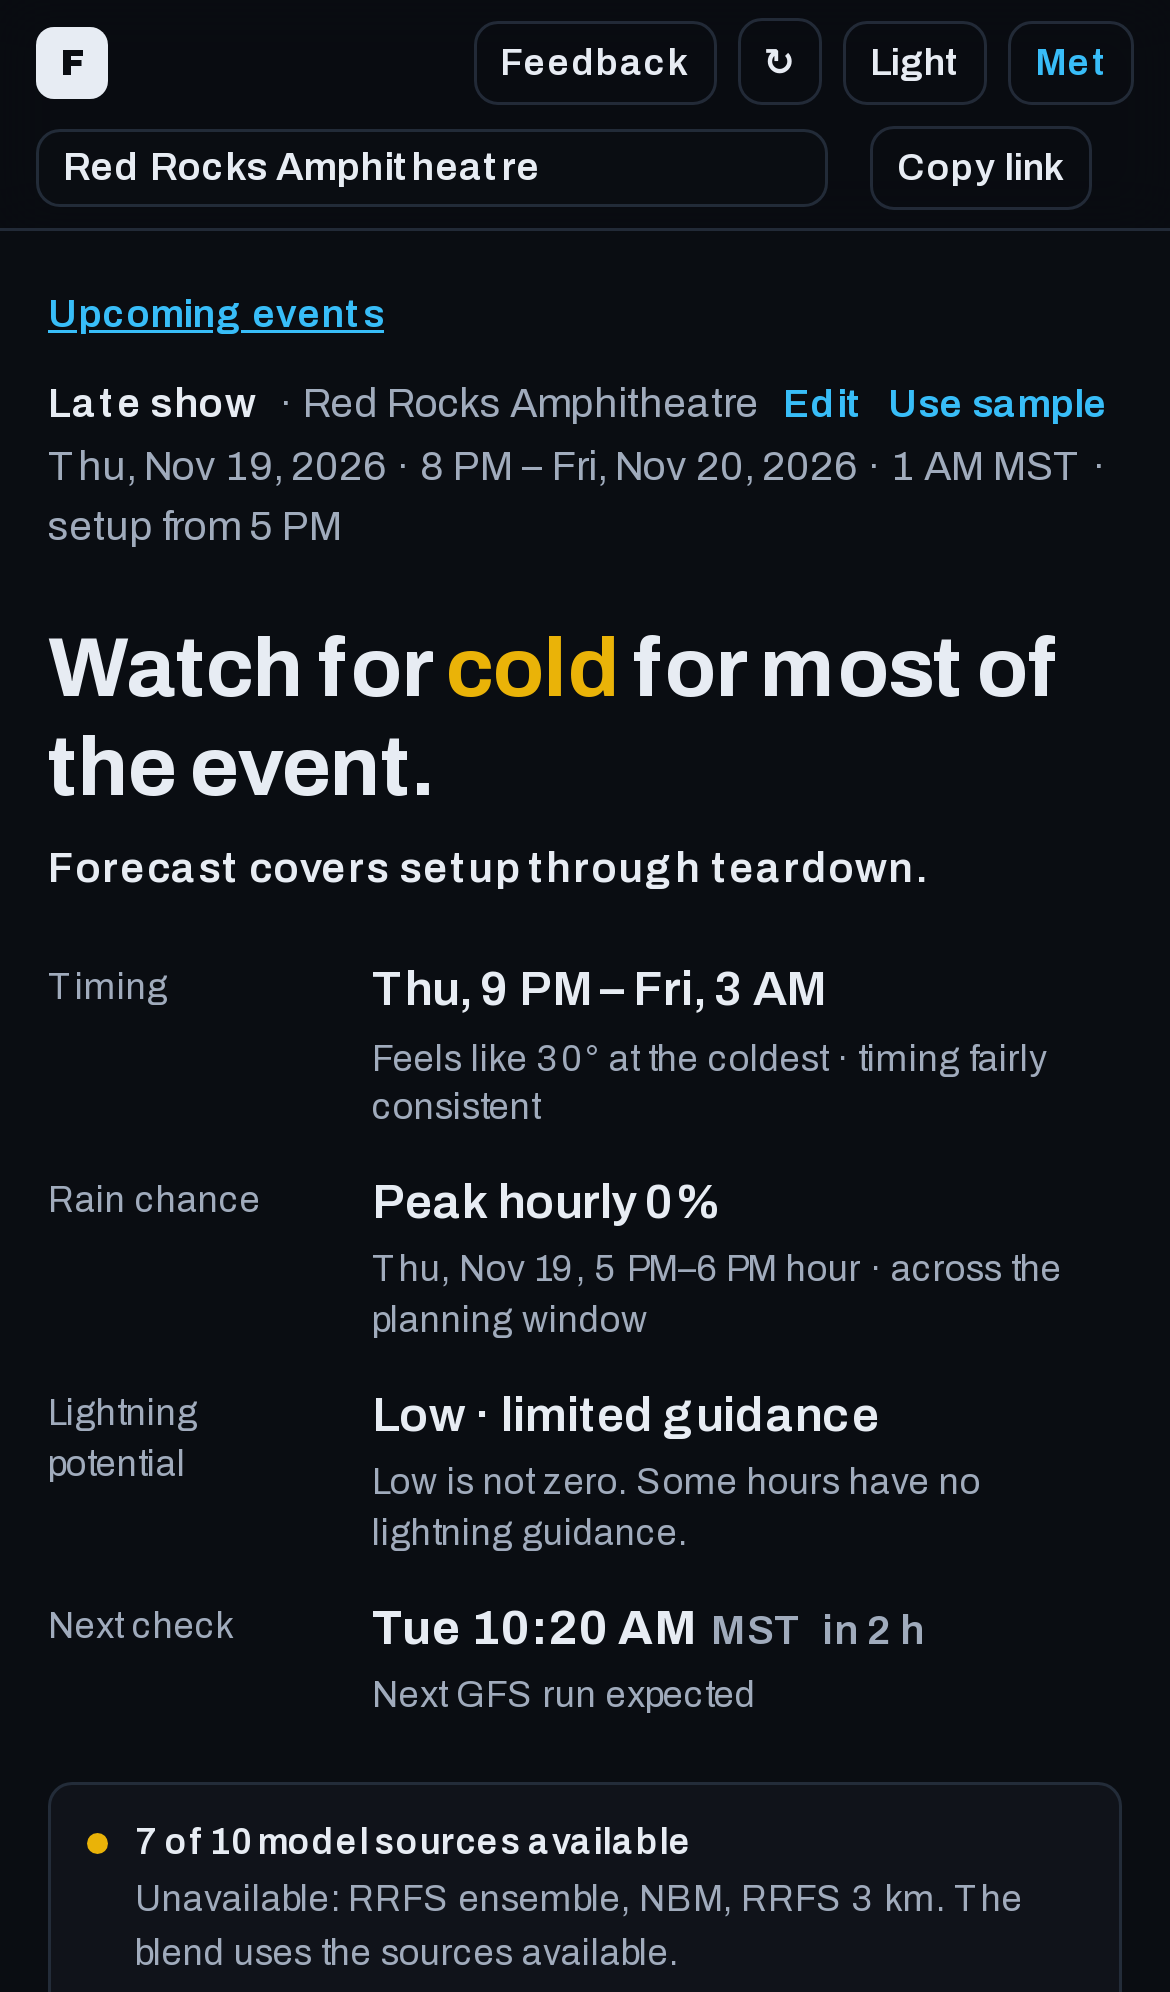 F
Feedback ↻ Light Met
Red Rocks Amphitheatre Copy link
Upcoming events
Late show · Red Rocks Amphitheatre Edit Use sample
Thu, Nov 19, 2026 · 8 PM – Fri, Nov 20, 2026 · 1 AM MST ·
setup from 5 PM
Watch for cold for most of
the event.
Forecast covers setup through teardown.
Timing
Thu, 9 PM – Fri, 3 AM
Feels like 30° at the coldest · timing fairly
consistent
Rain chance
Peak hourly 0%
Thu, Nov 19, 5 PM–6 PM hour · across the
planning window
Lightning
potential
Low · limited guidance
Low is not zero. Some hours have no
lightning guidance.
Next check
Tue 10:20 AM MST in 2 h
Next GFS run expected
7 of 10 model sources available
Unavailable: RRFS ensemble, NBM, RRFS 3 km. The
blend uses the sources available.